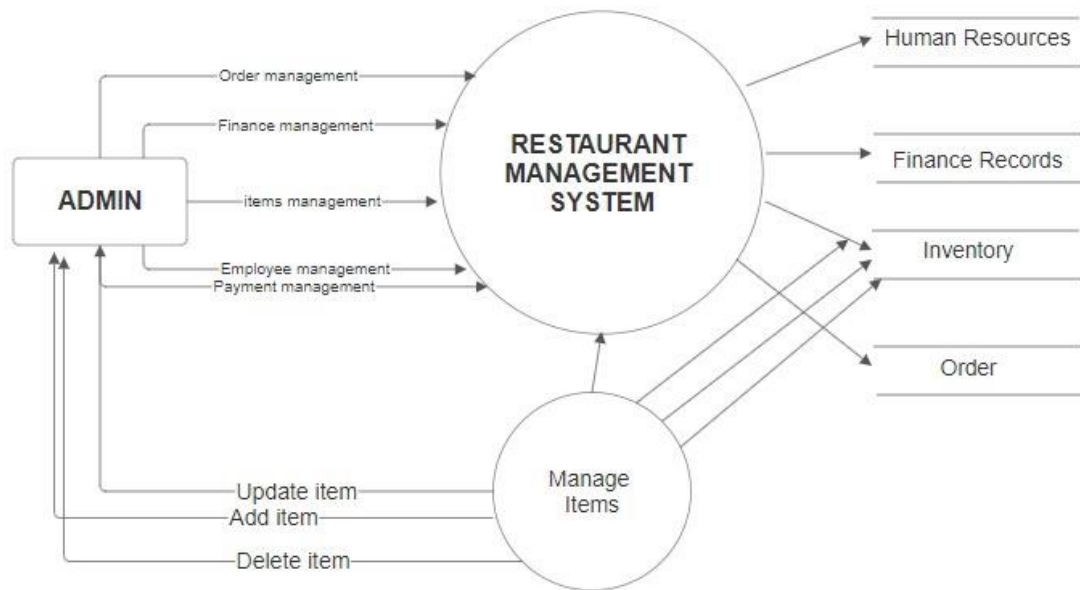 Human Resources
Order management
Finance management
RESTAURANT
MANAGEMENT
SYSTEM
Finance Records
ADMIN
items management
Inventory
Employee management
Payment management
Order
Manage
Items
Update item
Add item
Delete item